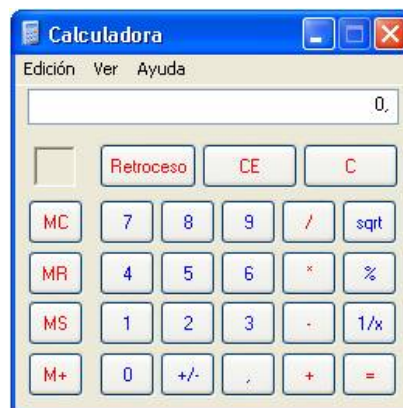 Calculadora
Edición Ver Ayuda
0,
Retroceso CE C
MC 7 8 9 / sqrt
MR 4 5 6 * %
MS 1 2 3 - 1/x
M+ 0 +/- , + =